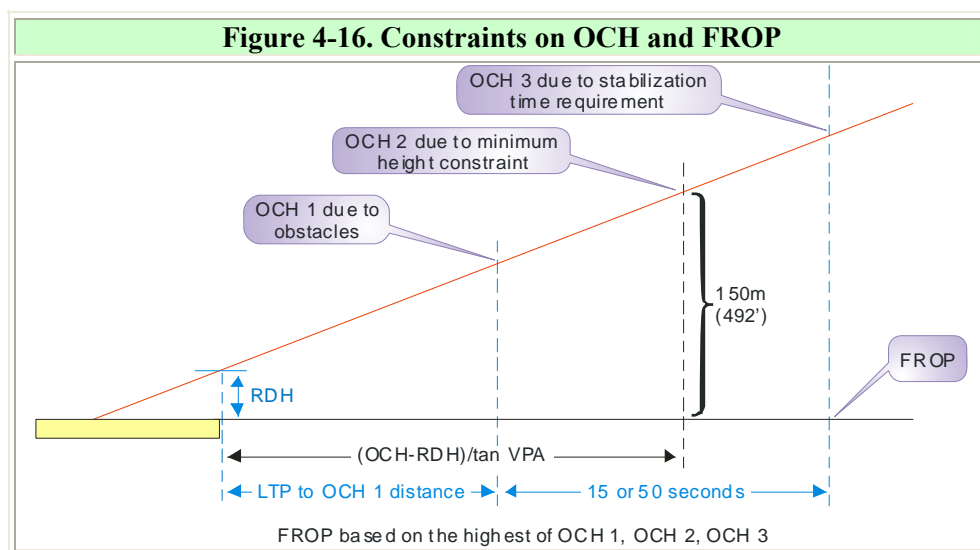 Figure 4-16. Constraints on OCH and FROP
OCH 3 due to stabilization
time requirement
OCH 2 due to minimum
height constraint
OCH 1 due to
obstacles
150m
(492')
FROP
RDH
(OCH-RDH)/tan VPA
LTP to OCH 1 distance
15 or 50 seconds
FROP based on the highest of OCH 1, OCH 2, OCH 3